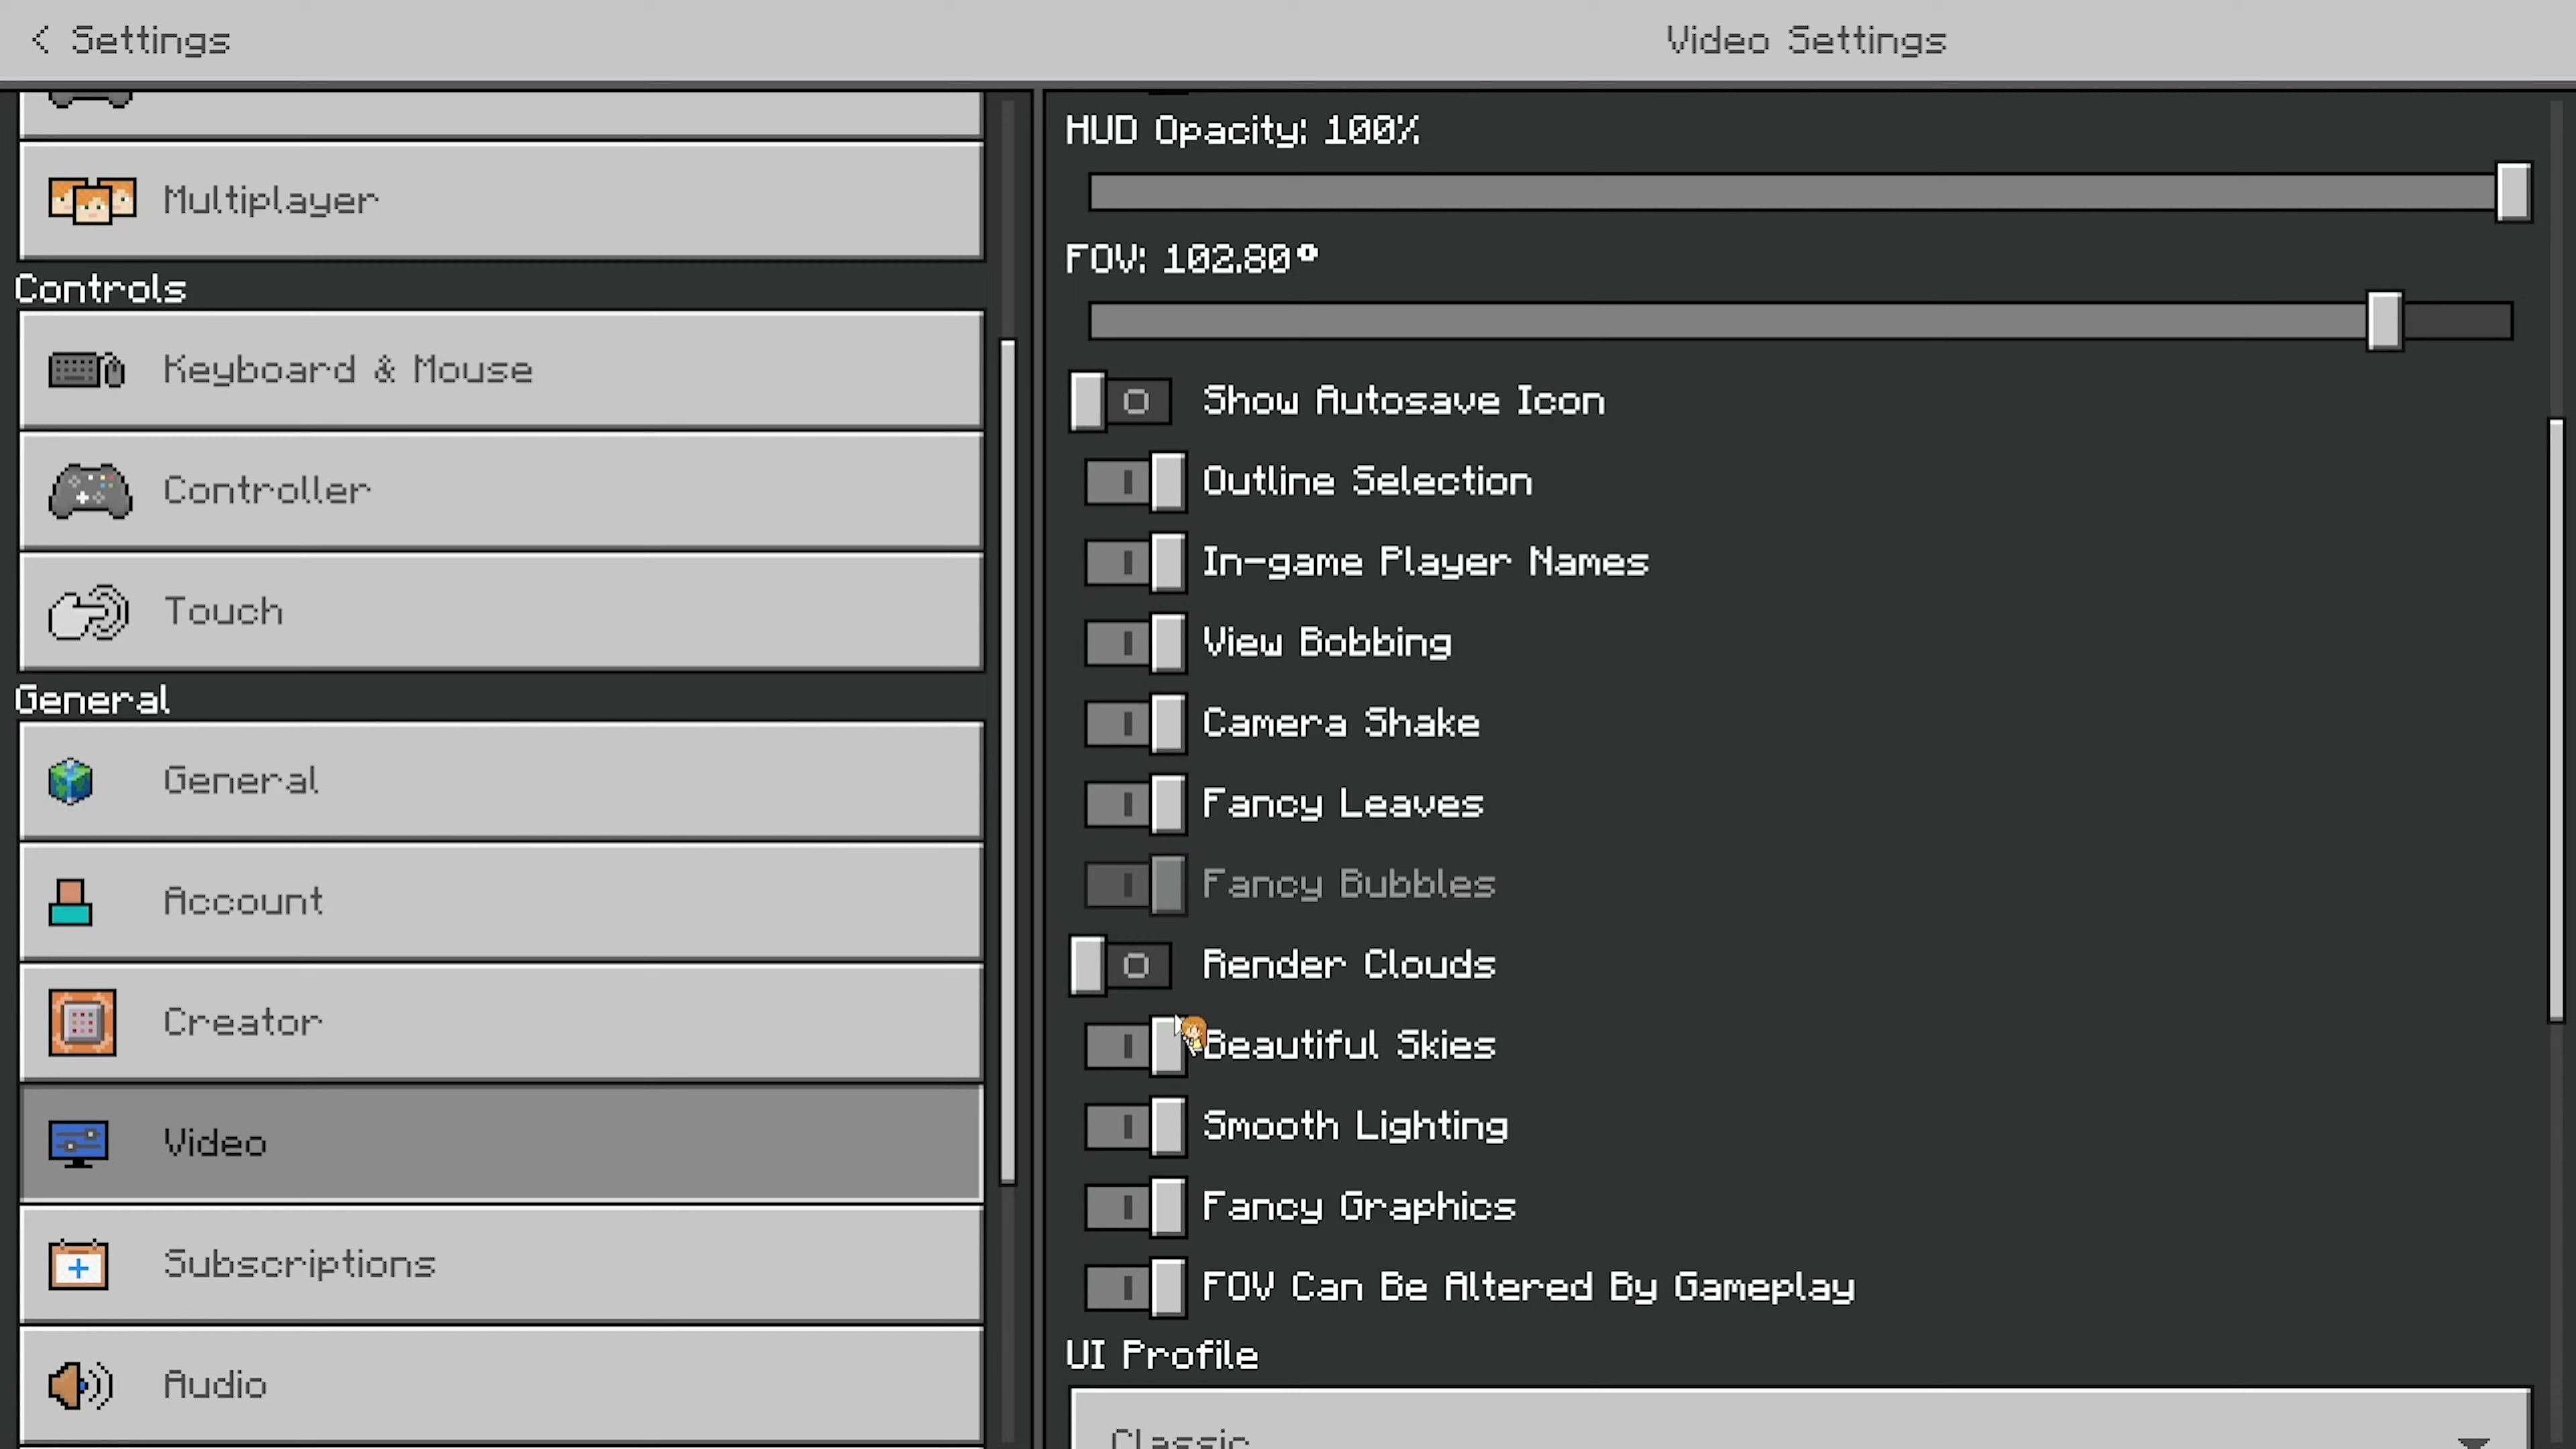 Settings
Video Settings
Multiplayer
Controls
Keyboard & Mouse
Controller
Touch
General
General
Account
Creator
Video
Subscriptions
Audio
HUD Opacity: 100%
FOV: 102.80°
Show Autosave Icon
Outline Selection
In-game Player Names
View Bobbing
Camera Shake
Fancy Leaves
Fancy Bubbles
Render Clouds
Beautiful Skies
Smooth Lighting
Fancy Graphics
FOV Can Be Altered By Gameplay
UI Profile
Classic